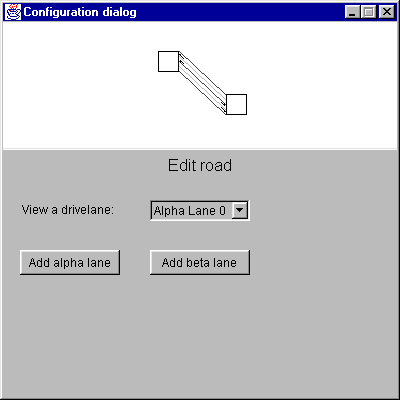 Configuration dialog
Edit road
View a drivelane: Alpha Lane 0
Add alpha lane Add beta lane